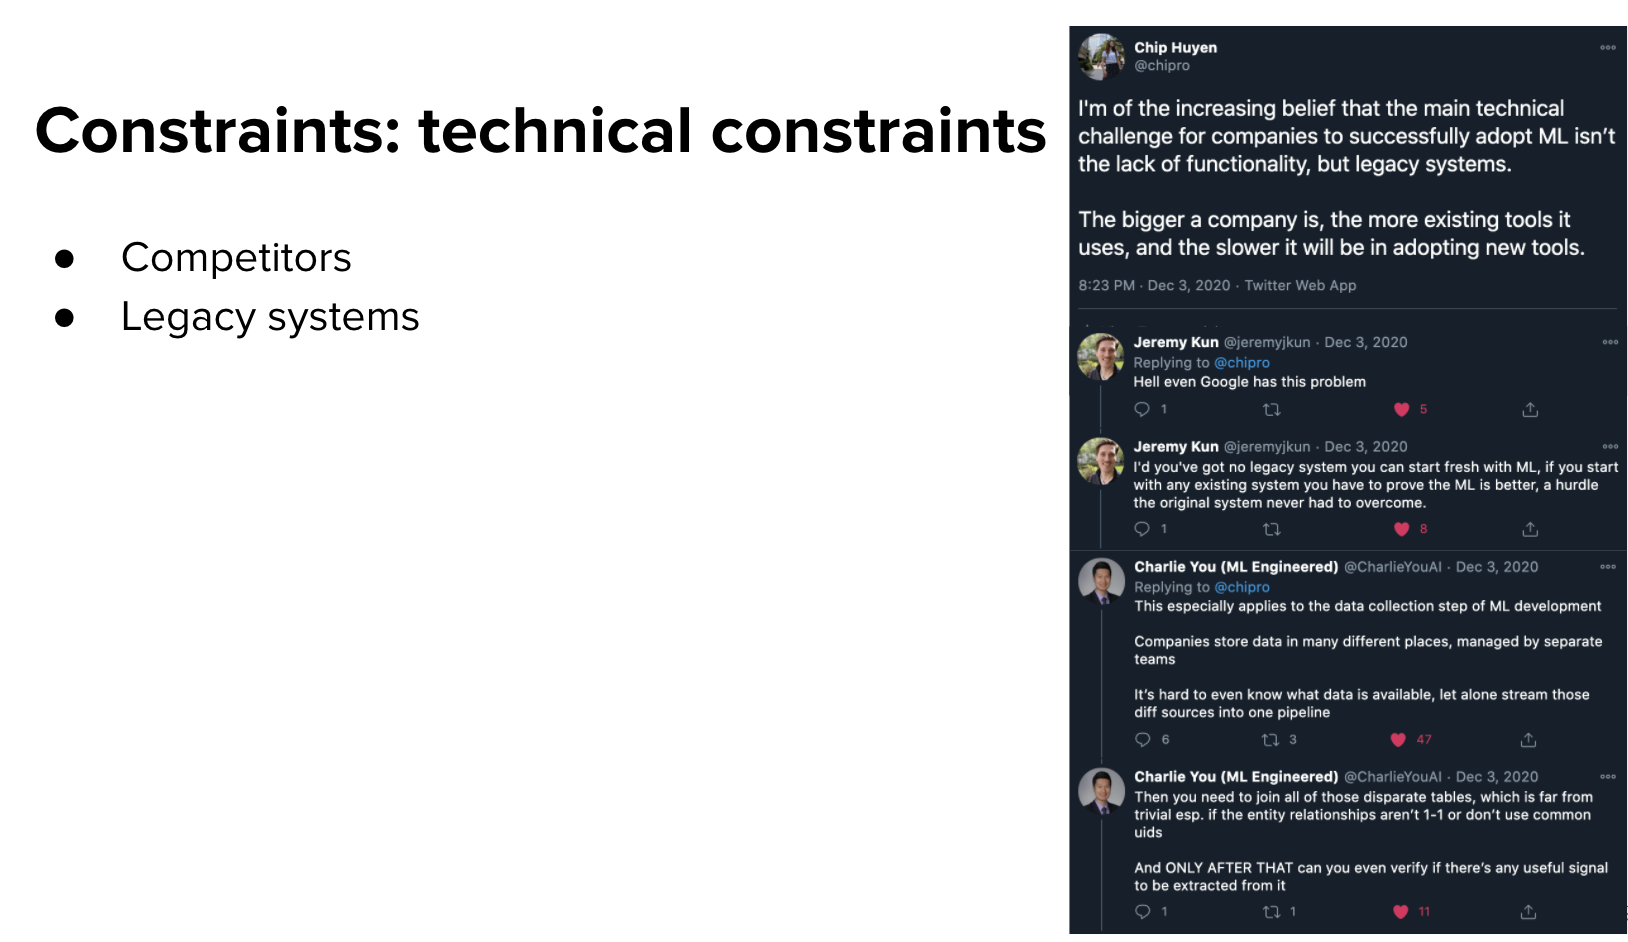 Constraints: technical constraints
● Competitors
● Legacy systems
Chip Huyen
@chipro
I'm of the increasing belief that the main technical
challenge for companies to successfully adopt ML isn't
the lack of functionality, but legacy systems.
The bigger a company is, the more existing tools it
uses, and the slower it will be in adopting new tools.
8:23 PM · Dec 3, 2020 · Twitter Web App
Jeremy Kun @jeremyjkun · Dec 3, 2020
Replying to @chipro
Hell even Google has this problem
1 5
Jeremy Kun @jeremyjkun · Dec 3, 2020
I'd you've got no legacy system you can start fresh with ML, if you start
with any existing system you have to prove the ML is better, a hurdle
the original system never had to overcome.
1 8
Charlie You (ML Engineered) @CharlieYouAI · Dec 3, 2020
Replying to @chipro
This especially applies to the data collection step of ML development
Companies store data in many different places, managed by separate
teams
It's hard to even know what data is available, let alone stream those
diff sources into one pipeline
6 3 47
Charlie You (ML Engineered) @CharlieYouAI · Dec 3, 2020
Then you need to join all of those disparate tables, which is far from
trivial esp. if the entity relationships aren't 1-1 or don't use common
uids
And ONLY AFTER THAT can you even verify if there's any useful signal
to be extracted from it
1 1 11